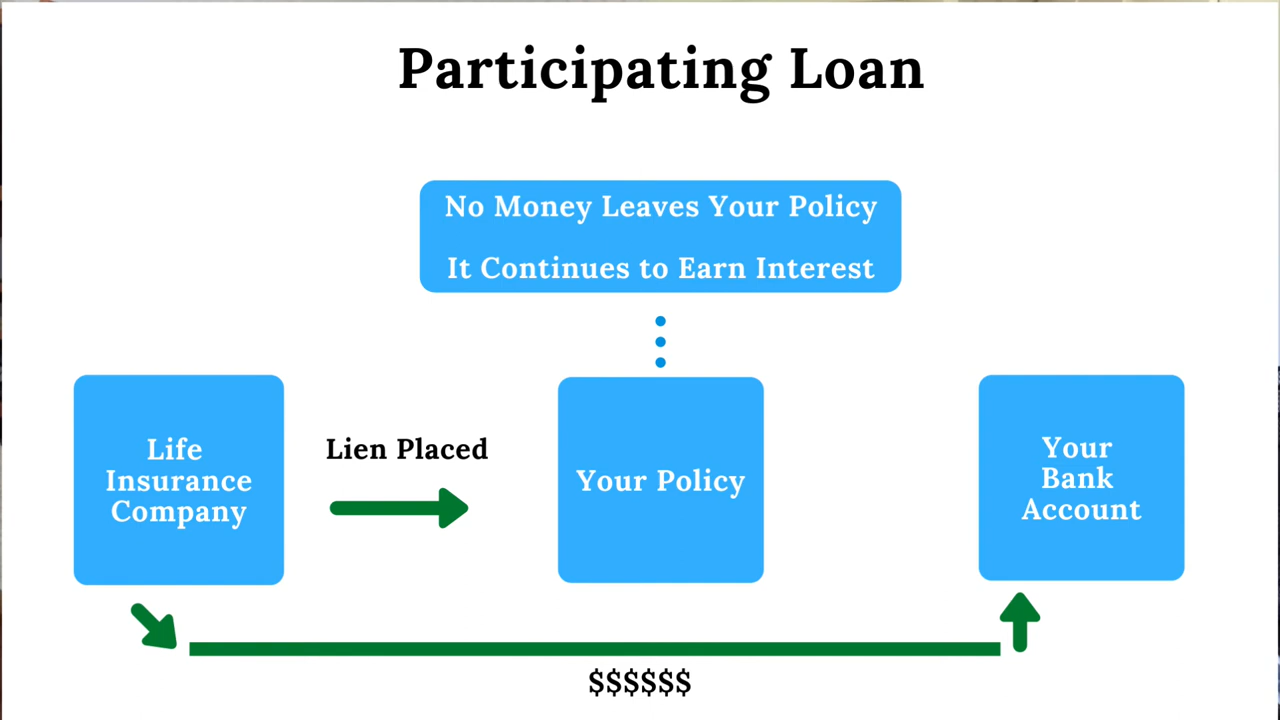 Participating Loan
No Money Leaves Your Policy
It Continues to Earn Interest
Life
Insurance
Company
Lien Placed
Your Policy
Your
Bank
Account
$$$$$$